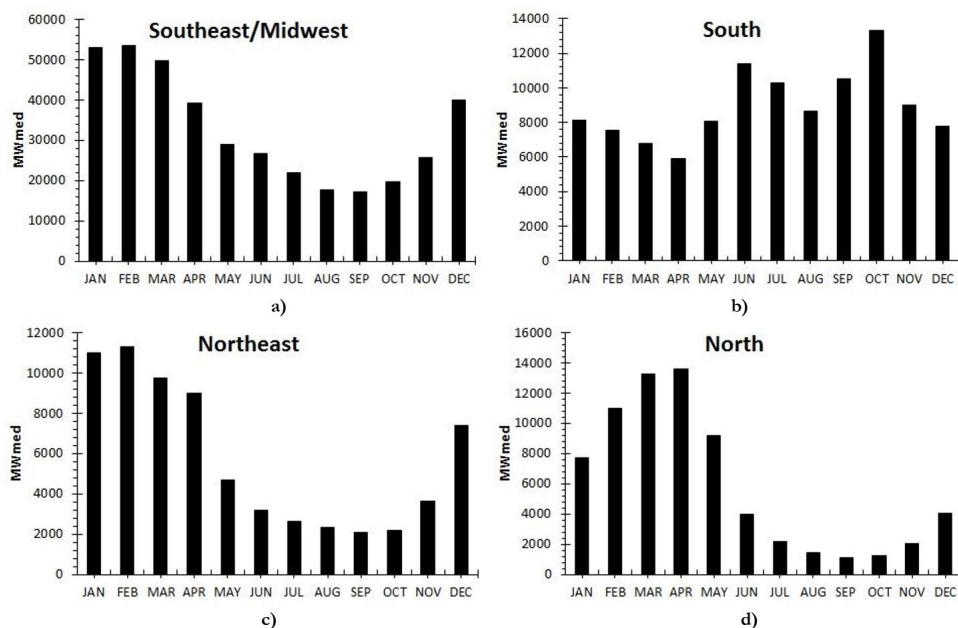 Southeast/Midwest
MWmed
60000
50000
40000
30000
20000
10000
0
JAN FEB MAR APR MAY JUN JUL AUG SEP OCT NOV DEC
a)
South
MWmed
14000
12000
10000
8000
6000
4000
2000
0
JAN FEB MAR APR MAY JUN JUL AUG SEP OCT NOV DEC
b)
Northeast
MWmed
12000
10000
8000
6000
4000
2000
0
JAN FEB MAR APR MAY JUN JUL AUG SEP OCT NOV DEC
c)
North
MWmed
16000
14000
12000
10000
8000
6000
4000
2000
0
JAN FEB MAR APR MAY JUN JUL AUG SEP OCT NOV DEC
d)